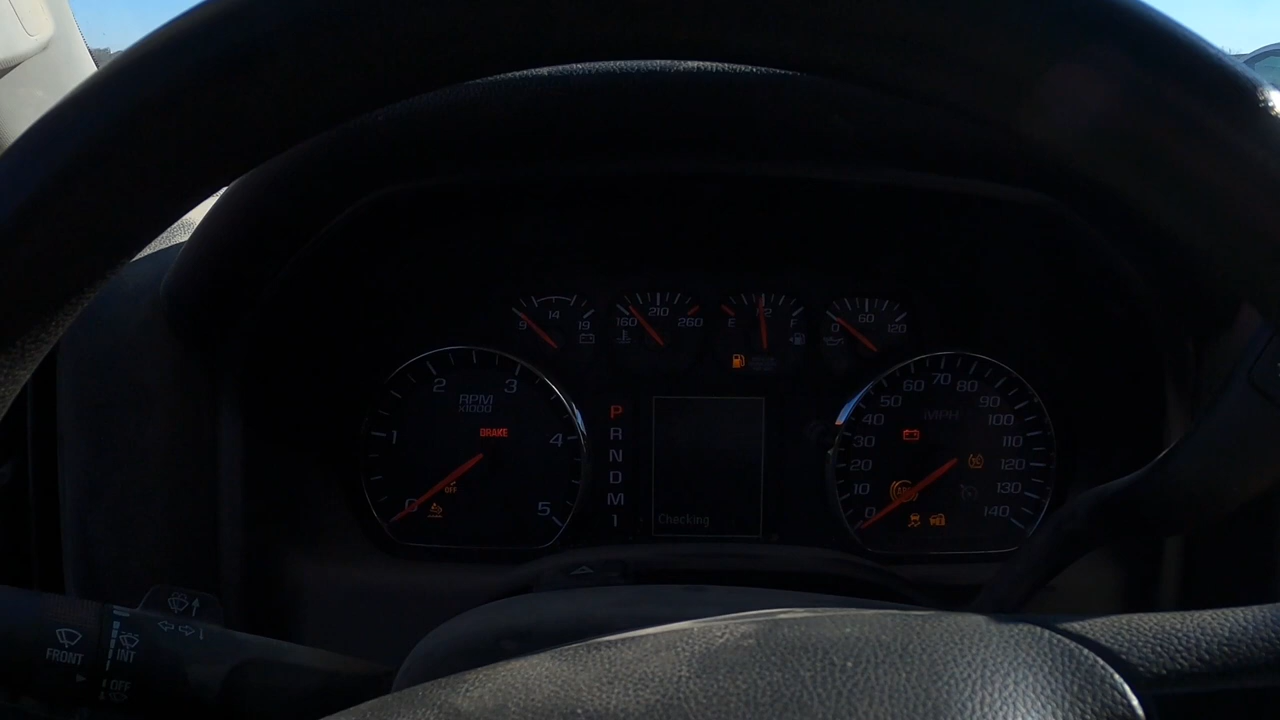 9 14 19
160 210 260
E F
0 60 120
RPM
x1000
0 1 2 3 4 5
BRAKE
OFF
P
R
N
D
M
1
Checking
MPH
0 10 20 30 40 50 60 70 80 90 100 110 120 130 140
FRONT
INT
OFF